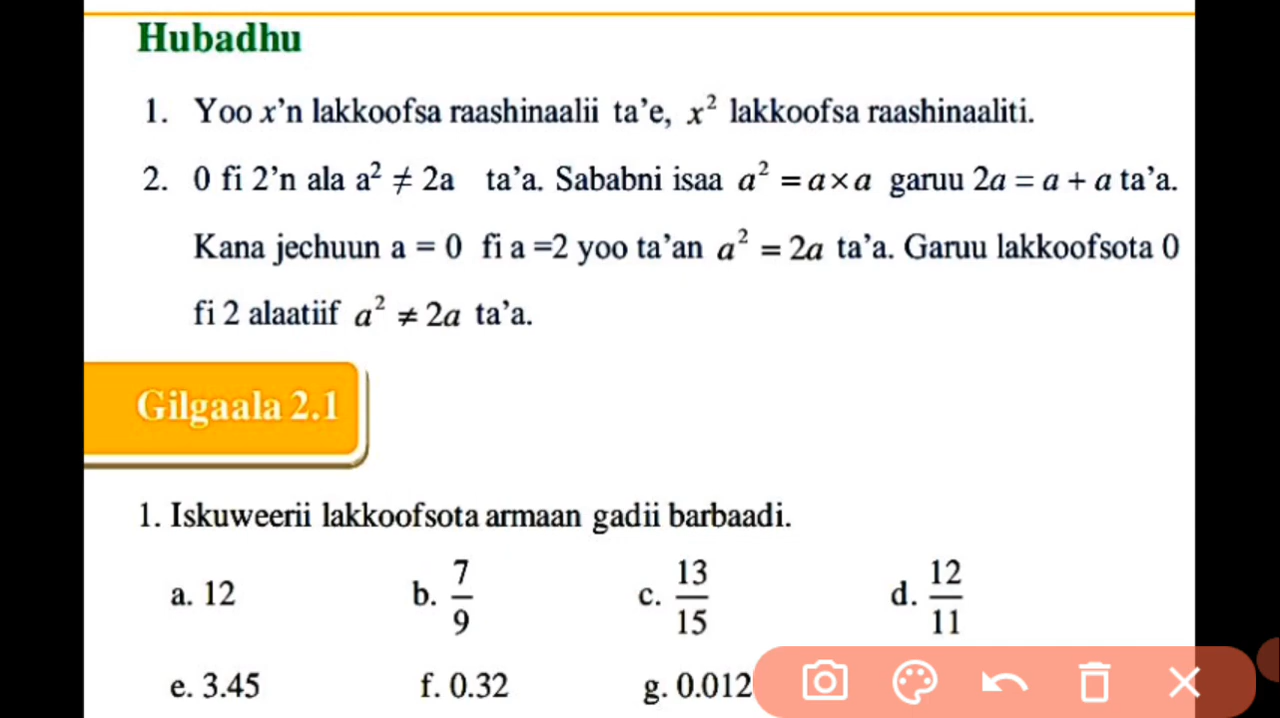 Hubadhu
1. Yoo x'n lakkoofsa raashinaalii ta'e, x² lakkoofsa raashinaaliti.
2. 0 fi 2'n ala a² ≠ 2a ta'a. Sababni isaa a² = a × a garuu 2a = a + a ta'a.
Kana jechuun a = 0 fi a =2 yoo ta'an a² = 2a ta'a. Garuu lakkoofsota 0
fi 2 alaatiif a² ≠ 2a ta'a.
Gilgaala 2.1
1. Iskuweerii lakkoofsota armaan gadii barbaadi.
a. 12 b. 7/9 c. 13/15 d. 12/11
e. 3.45 f. 0.32 g. 0.012